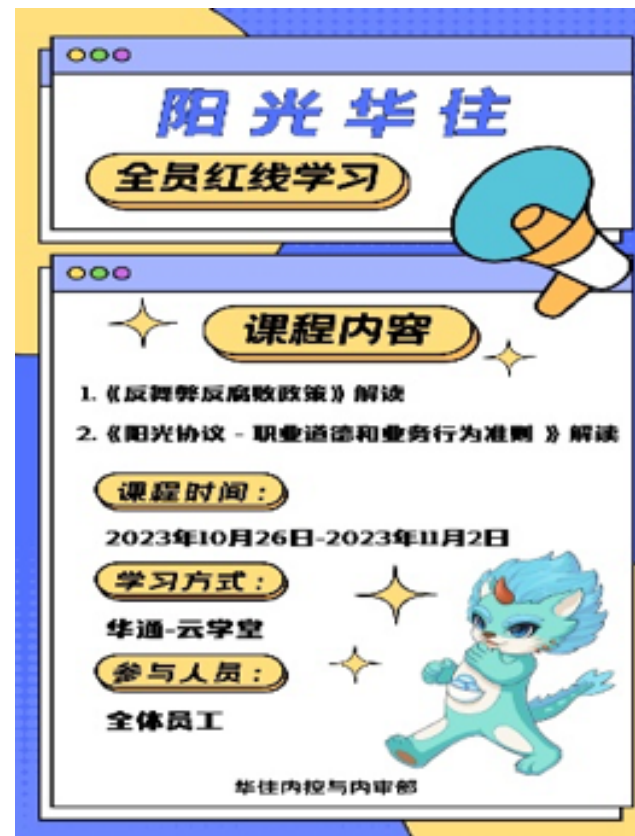 阳光华住
全员红线学习
课程内容
1. 《反舞弊反腐败政策》解读
2. 《阳光协议 - 职业道德和业务行为准则 》解读
课程时间：
2023年10月26日-2023年11月2日
学习方式：
华通-云学堂
参与人员：
全体员工
华住内控与内审部